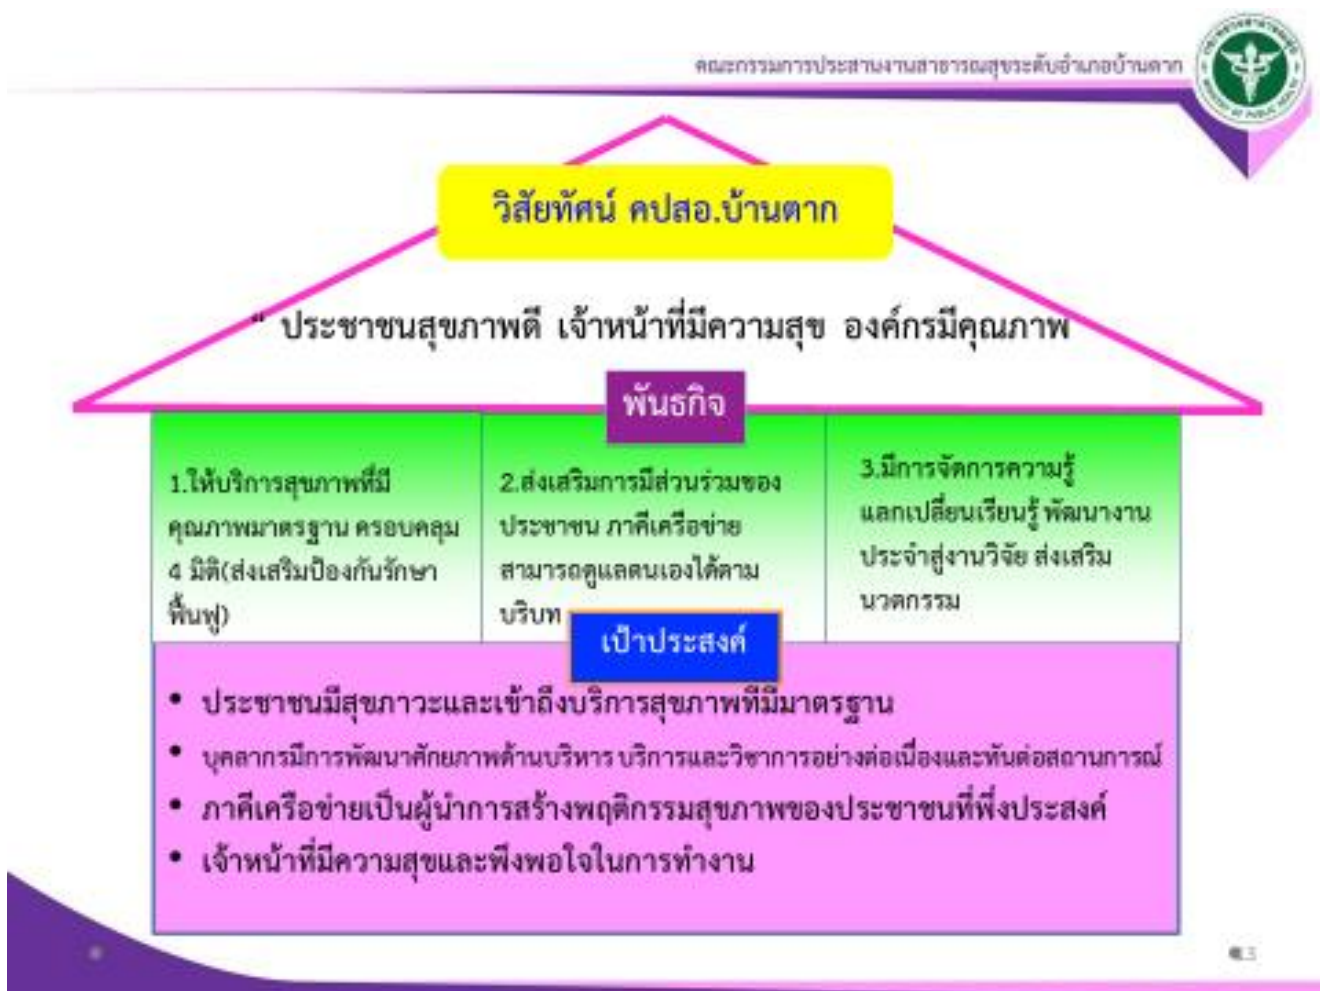 คณะกรรมการประสานงานสาธารณสุขระดับอำเภอบ้านตาก
วิสัยทัศน์ คปสอ.บ้านตาก
“ ประชาชนสุขภาพดี เจ้าหน้าที่มีความสุข องค์กรมีคุณภาพ
พันธกิจ
1.ให้บริการสุขภาพที่มี
คุณภาพมาตรฐาน ครอบคลุม
4 มิติ(ส่งเสริมป้องกันรักษา
ฟื้นฟู)
2.ส่งเสริมการมีส่วนร่วมของ
ประชาชน ภาคีเครือข่าย
สามารถดูแลตนเองได้ตาม
บริบท
3.มีการจัดการความรู้
แลกเปลี่ยนเรียนรู้ พัฒนางาน
ประจำสู่งานวิจัย ส่งเสริม
นวตกรรม
เป้าประสงค์
• ประชาชนมีสุขภาวะและเข้าถึงบริการสุขภาพที่มีมาตรฐาน
• บุคลากรมีการพัฒนาศักยภาพด้านบริหาร บริการและวิชาการอย่างต่อเนื่องและทันต่อสถานการณ์
• ภาคีเครือข่ายเป็นผู้นำการสร้างพฤติกรรมสุขภาพของประชาชนที่พึ่งประสงค์
• เจ้าหน้าที่มีความสุขและพึงพอใจในการทำงาน